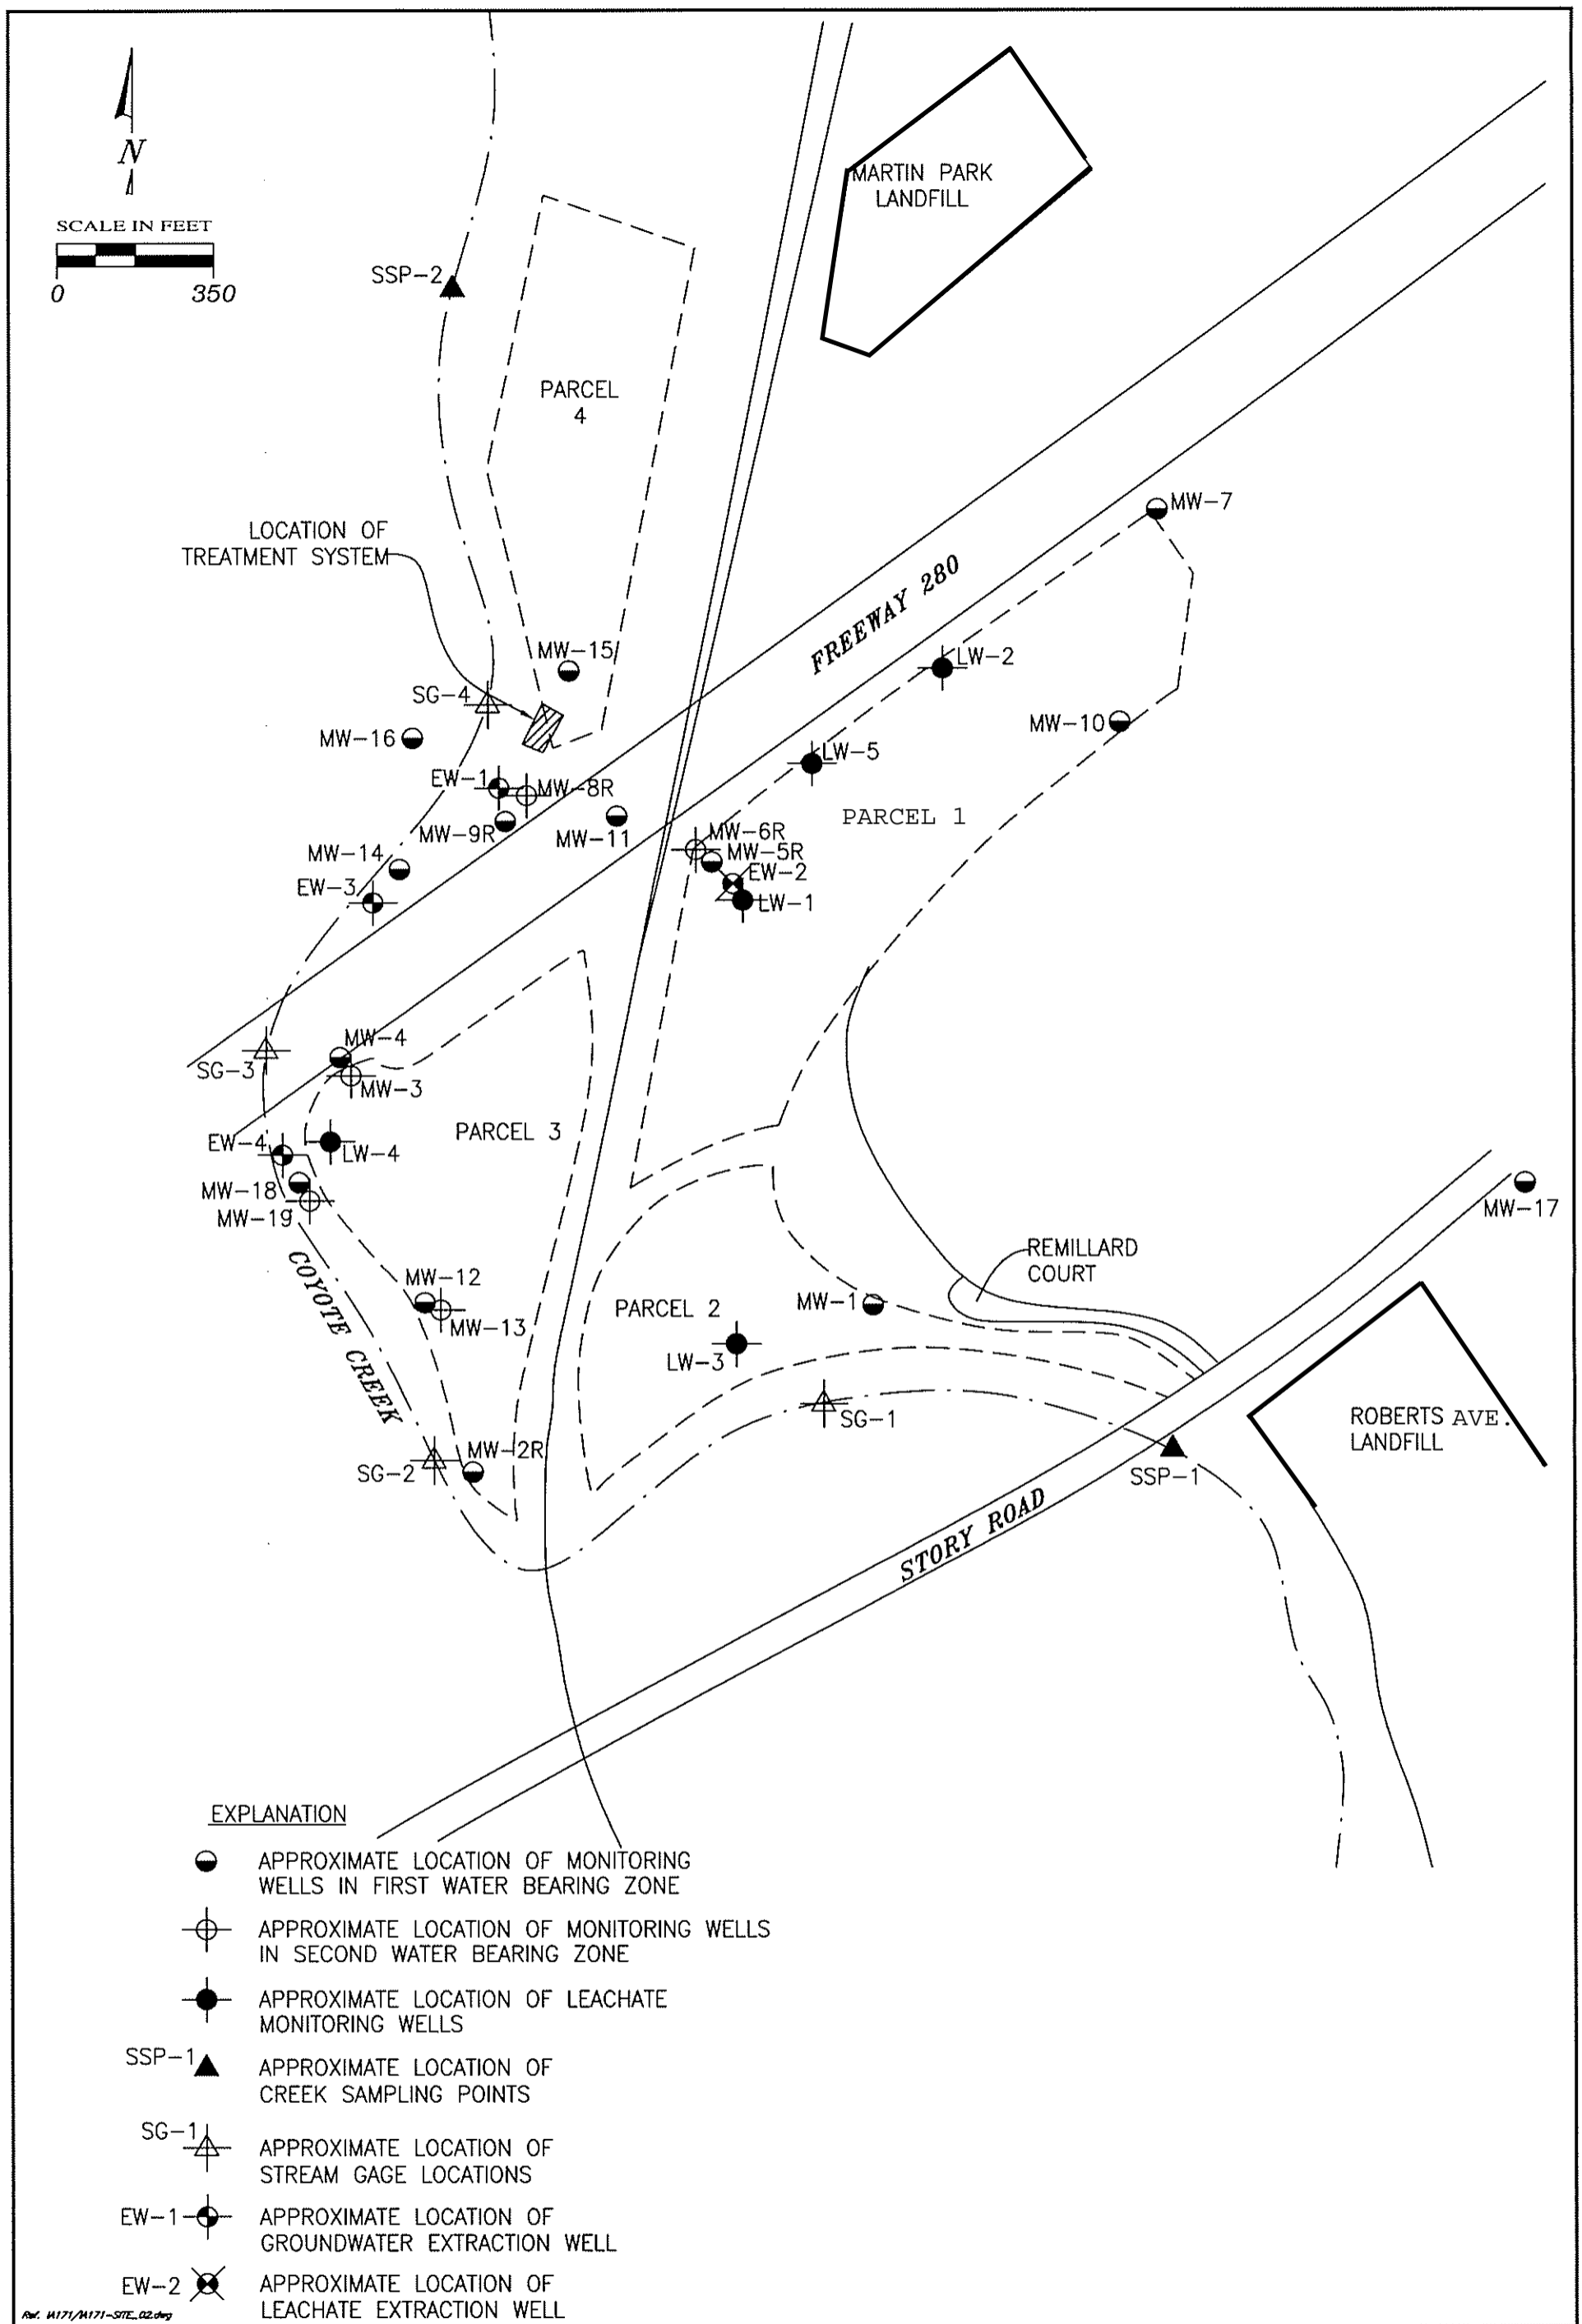 N
SCALE IN FEET
0 350
MARTIN PARK
LANDFILL
SSP-2
PARCEL
4
LOCATION OF
TREATMENT SYSTEM
MW-7
FREEWAY 280
MW-15
LW-2
SG-4
MW-16
MW-10
LW-5
EW-1
MW-8R
PARCEL 1
MW-9R
MW-11
MW-6R
MW-5R
MW-14
EW-2
EW-3
LW-1
MW-4
SG-3
MW-3
PARCEL 3
EW-4
LW-4
MW-18
MW-19
MW-17
REMILLARD
COURT
COYOTE CREEK
MW-12
MW-13
PARCEL 2
MW-1
LW-3
SG-1
ROBERTS AVE.
LANDFILL
MW-2R
SG-2
SSP-1
STORY ROAD
EXPLANATION
APPROXIMATE LOCATION OF MONITORING
WELLS IN FIRST WATER BEARING ZONE
APPROXIMATE LOCATION OF MONITORING WELLS
IN SECOND WATER BEARING ZONE
APPROXIMATE LOCATION OF LEACHATE
MONITORING WELLS
SSP-1 APPROXIMATE LOCATION OF
CREEK SAMPLING POINTS
SG-1 APPROXIMATE LOCATION OF
STREAM GAGE LOCATIONS
EW-1 APPROXIMATE LOCATION OF
GROUNDWATER EXTRACTION WELL
EW-2 APPROXIMATE LOCATION OF
LEACHATE EXTRACTION WELL